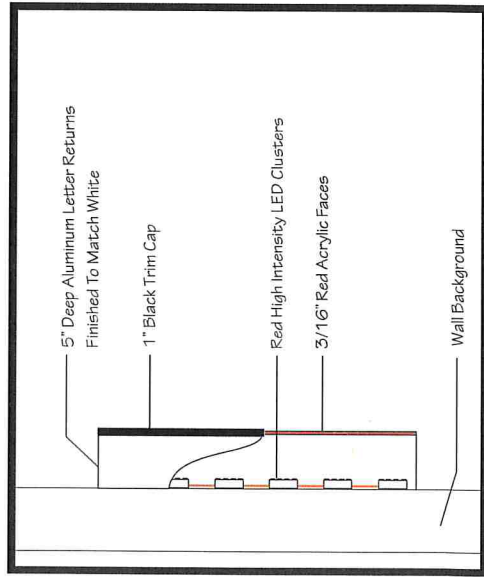 5" Deep Aluminum Letter Returns
Finished To Match White
1" Black Trim Cap
Red High Intensity LED Clusters
3/16" Red Acrylic Faces
Wall Background